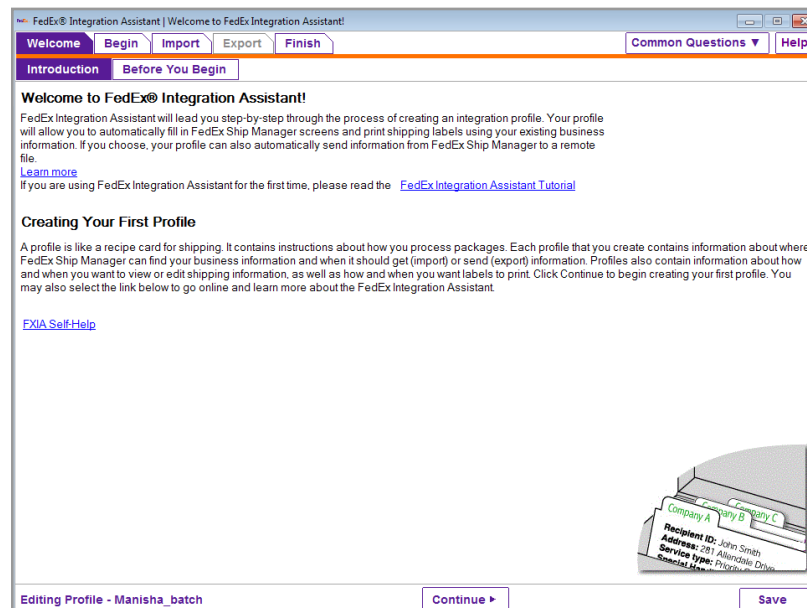 FedEx® Integration Assistant | Welcome to FedEx Integration Assistant!
Welcome Begin Import Export Finish Common Questions ▼ Help
Introduction Before You Begin
Welcome to FedEx® Integration Assistant!
FedEx Integration Assistant will lead you step-by-step through the process of creating an integration profile. Your profile
will allow you to automatically fill in FedEx Ship Manager screens and print shipping labels using your existing business
information. If you choose, your profile can also automatically send information from FedEx Ship Manager to a remote
file.
Learn more
If you are using FedEx Integration Assistant for the first time, please read the FedEx Integration Assistant Tutorial
Creating Your First Profile
A profile is like a recipe card for shipping. It contains instructions about how you process packages. Each profile that you create contains information about where
FedEx Ship Manager can find your business information and when it should get (import) or send (export) information. Profiles also contain information about how
and when you want to view or edit shipping information, as well as how and when you want labels to print. Click Continue to begin creating your first profile. You
may also select the link below to go online and learn more about the FedEx Integration Assistant.
FXIA Self-Help
Company A Company B Company C
Recipient ID: John Smith
Address: 281 Allendale Drive
Service type: Priority
Special
Editing Profile - Manisha_batch Continue ► Save